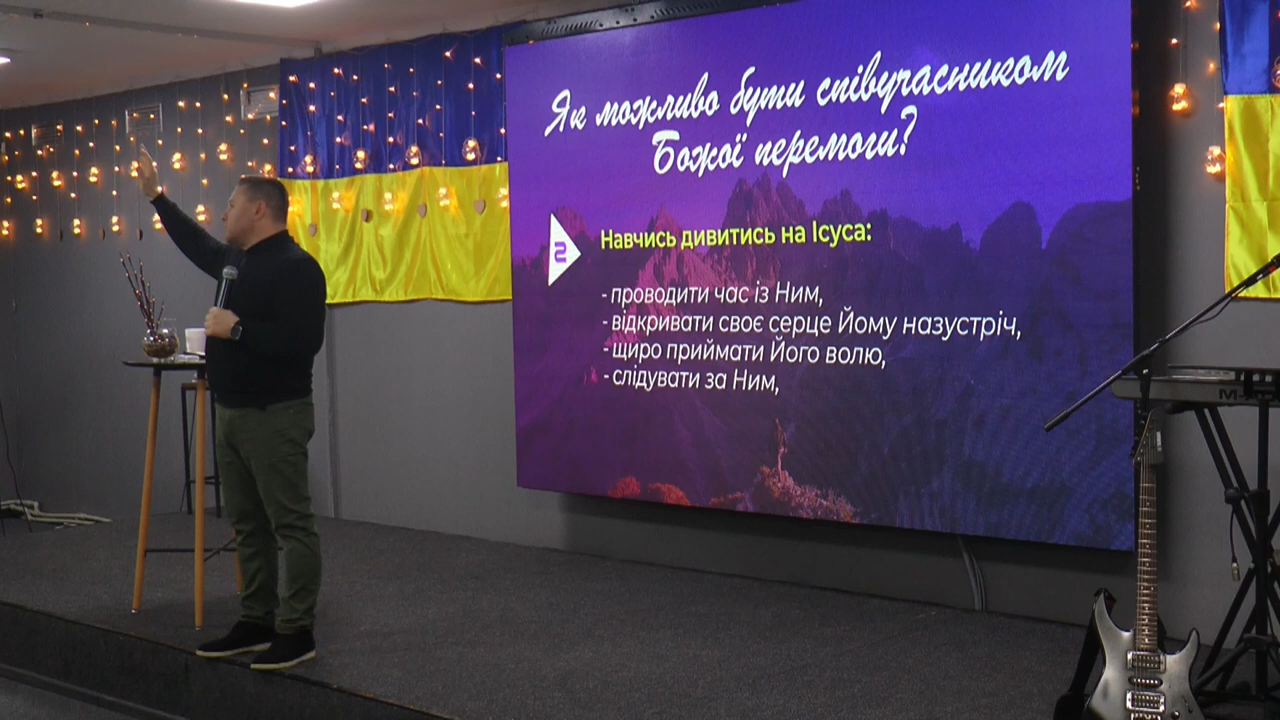 Як можливо бути співучасником
Божої перемоги?
2
Навчись дивитись на Ісуса:
- проводити час із Ним,
- відкривати своє серце Йому назустріч,
- щиро приймати Його волю,
- слідувати за Ним,